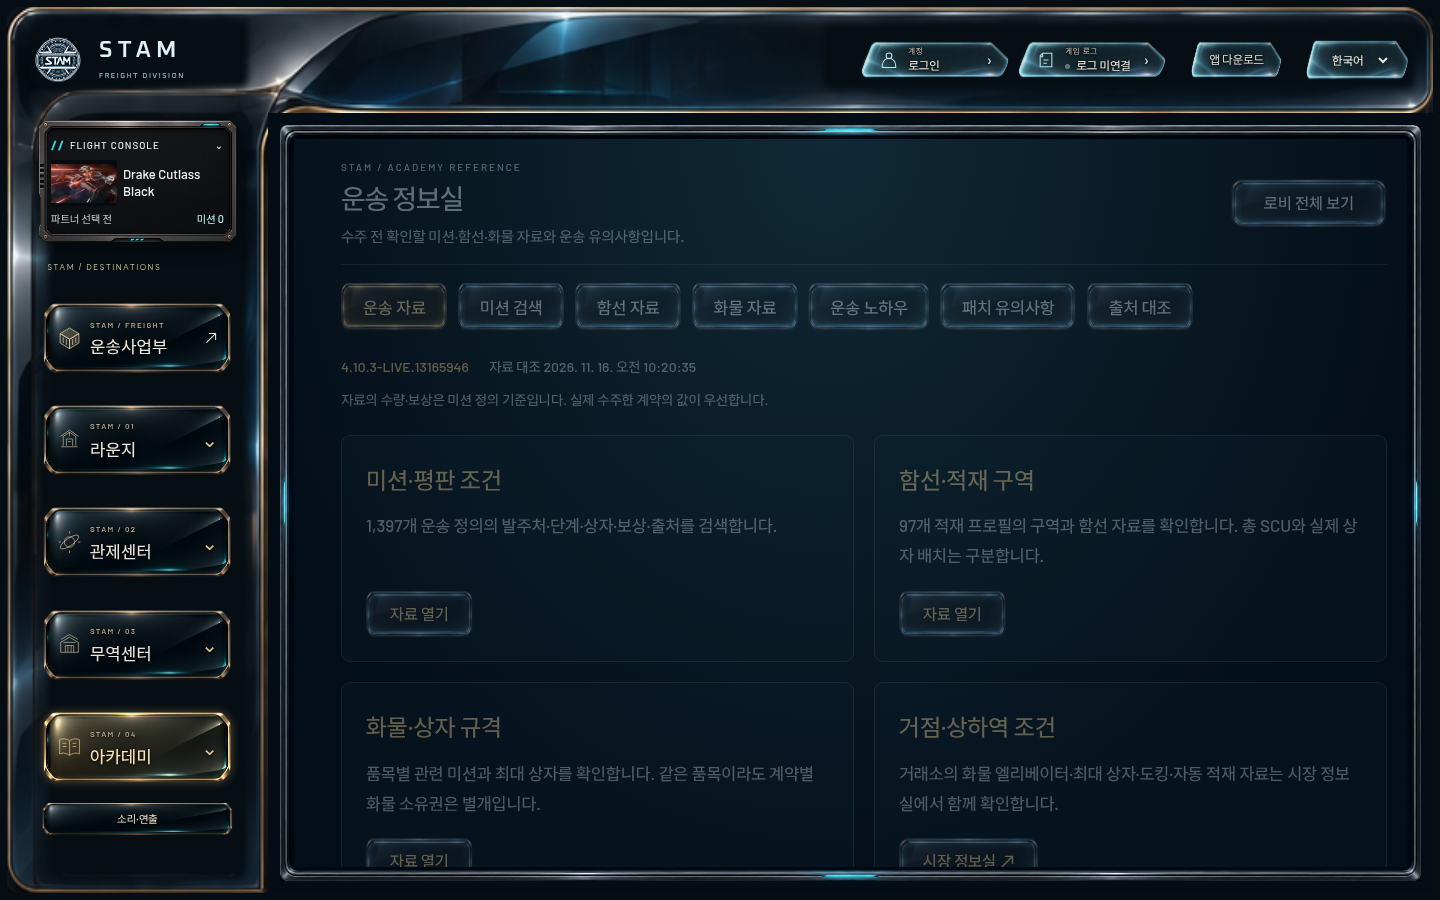 STAM
FREIGHT DIVISION
STAM
계정
로그인
게임 로그
로그 미연결
앱 다운로드
한국어
// FLIGHT CONSOLE
Drake Cutlass
Black
파트너 선택 전
미션 0
STAM / DESTINATIONS
STAM / FREIGHT
운송사업부
STAM / 01
라운지
STAM / 02
관제센터
STAM / 03
무역센터
STAM / 04
아카데미
소리·연출
STAM / ACADEMY REFERENCE
운송 정보실
수주 전 확인할 미션·함선·화물 자료와 운송 유의사항입니다.
로비 전체 보기
운송 자료
미션 검색
함선 자료
화물 자료
운송 노하우
패치 유의사항
출처 대조
4.10.3-LIVE.13165946
자료 대조 2026. 11. 16. 오전 10:20:35
자료의 수량·보상은 미션 정의 기준입니다. 실제 수주한 계약의 값이 우선합니다.
미션·평판 조건
1,397개 운송 정의의 발주처·단계·상자·보상·출처를 검색합니다.
자료 열기
함선·적재 구역
97개 적재 프로필의 구역과 함선 자료를 확인합니다. 총 SCU와 실제 상
자 배치는 구분합니다.
자료 열기
화물·상자 규격
품목별 관련 미션과 최대 상자를 확인합니다. 같은 품목이라도 계약별
화물 소유권은 별개입니다.
자료 열기
거점·상하역 조건
거래소의 화물 엘리베이터·최대 상자·도킹·자동 적재 자료는 시장 정보
실에서 함께 확인합니다.
시장 정보실 ↗